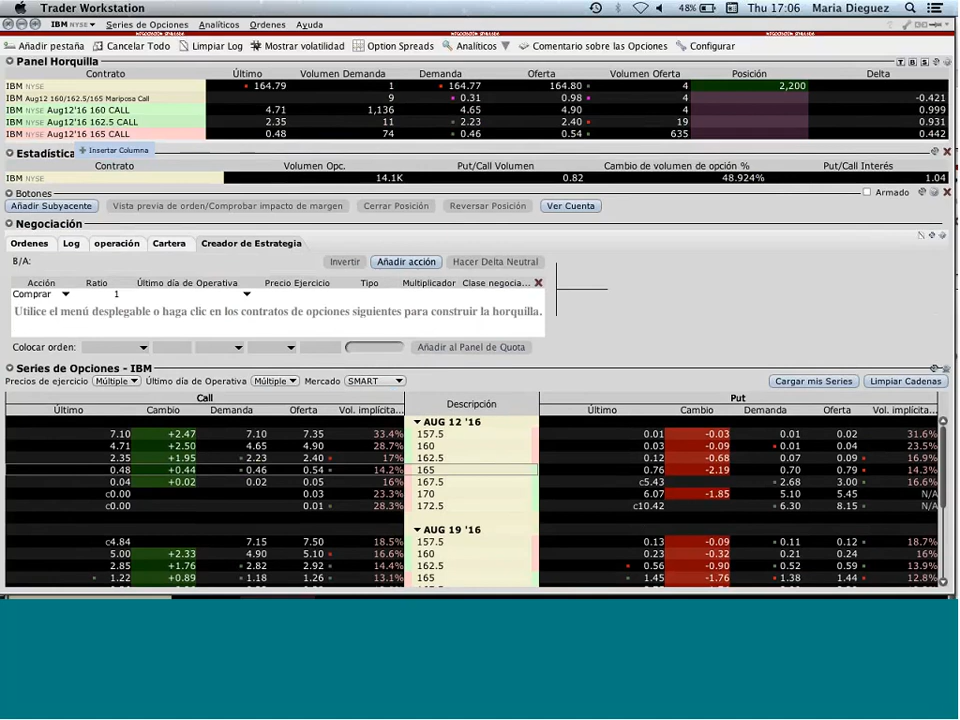 Trader Workstation 48% Thu 17:06 Maria Dieguez
IBM NYSE Series de Opciones Analíticos Ordenes Ayuda
Añadir pestaña Cancelar Todo Limpiar Log Mostrar volatilidad Option Spreads Analíticos Comentario sobre las Opciones Configurar
Panel Horquilla T B S
Contrato Último Volumen Demanda Demanda Oferta Volumen Oferta Posición Delta
IBM NYSE 164.79 1 164.77 164.80 4 2,200
IBM Aug12 160/162.5/165 Mariposa Call 9 0.31 0.98 4 -0.421
IBM NYSE Aug12'16 160 CALL 4.71 1,136 4.65 4.90 4 0.999
IBM NYSE Aug12'16 162.5 CALL 2.35 11 2.23 2.40 19 0.931
IBM NYSE Aug12'16 165 CALL 0.48 74 0.46 0.54 635 0.442
Insertar Columna
Estadística
Contrato Volumen Opc. Put/Call Volumen Cambio de volumen de opción % Put/Call Interés
IBM NYSE 14.1K 0.82 48.924% 1.04
Botones Armado
Añadir Subyacente Vista previa de orden/Comprobar impacto de margen Cerrar Posición Reversar Posición Ver Cuenta
Negociación
Ordenes Log operación Cartera Creador de Estrategia
B/A: Invertir Añadir acción Hacer Delta Neutral
Acción Ratio Último día de Operativa Precio Ejercicio Tipo Multiplicador Clase negocia...
Comprar 1
Utilice el menú desplegable o haga clic en los contratos de opciones siguientes para construir la horquilla.
Colocar orden: Añadir al Panel de Quota
Series de Opciones - IBM
Precios de ejercicio Múltiple Último día de Operativa Múltiple Mercado SMART Cargar mis Series Limpiar Cadenas
Call Descripción Put
Último Cambio Demanda Oferta Vol. implícita... Último Cambio Demanda Oferta Vol. implícita...
AUG 12 '16
7.10 +2.47 7.10 7.35 33.4% 157.5 0.01 -0.03 0.01 0.02 31.6%
4.71 +2.50 4.65 4.90 28.7% 160 0.03 -0.09 0.01 0.04 23.5%
2.35 +1.95 2.23 2.40 17% 162.5 0.12 -0.68 0.07 0.09 16.9%
0.48 +0.44 0.46 0.54 14.2% 165 0.76 -2.19 0.70 0.79 14.3%
0.04 +0.02 0.02 0.05 16% 167.5 c5.43 2.68 3.00 16.6%
c0.00 0.03 23.3% 170 6.07 -1.85 5.10 5.45 N/A
c0.00 0.01 28.3% 172.5 c10.42 6.30 8.15 N/A
AUG 19 '16
c4.84 7.15 7.50 18.5% 157.5 0.13 -0.09 0.11 0.12 18.7%
5.00 +2.33 4.90 5.10 16.6% 160 0.23 -0.32 0.21 0.24 16%
2.85 +1.76 2.82 2.92 14.4% 162.5 0.56 -0.90 0.52 0.59 13.9%
1.22 +0.89 1.18 1.26 13.1% 165 1.45 -1.76 1.38 1.44 12.8%